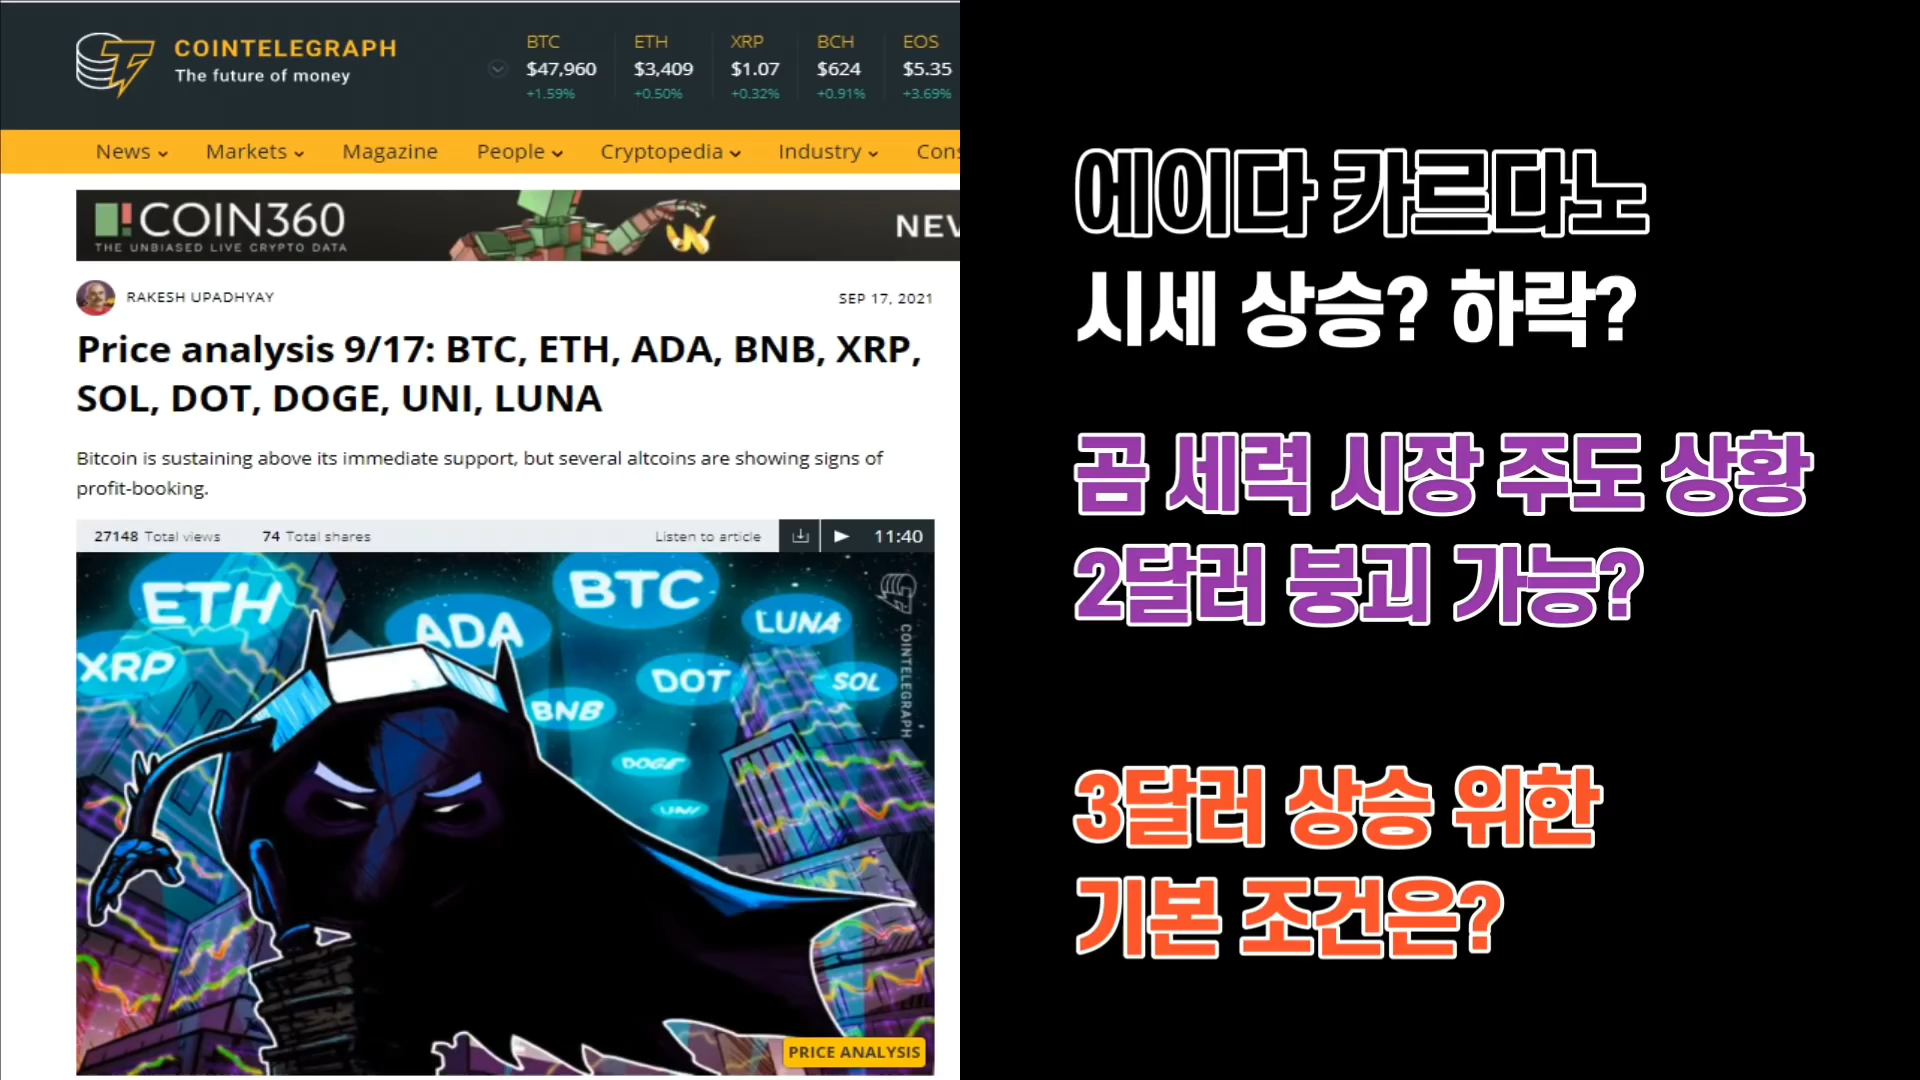 COINTELEGRAPH
The future of money
BTC
$47,960
+1.59%
ETH
$3,409
+0.50%
XRP
$1.07
+0.32%
BCH
$624
+0.91%
EOS
$5.35
+3.69%
News Markets Magazine People Cryptopedia Industry Cons
COIN360
THE UNBIASED LIVE CRYPTO DATA
NEV
RAKESH UPADHYAY
SEP 17, 2021
Price analysis 9/17: BTC, ETH, ADA, BNB, XRP,
SOL, DOT, DOGE, UNI, LUNA
Bitcoin is sustaining above its immediate support, but several altcoins are showing signs of
profit-booking.
27148 Total views 74 Total shares Listen to article 11:40
ETH
BTC
ADA
LUNA
XRP
DOT
SOL
BNB
DOGE
UNI
COINTELEGRAPH
PRICE ANALYSIS
에이다 카르다노
시세 상승? 하락?
곰 세력 시장 주도 상황
2달러 붕괴 가능?
3달러 상승 위한
기본 조건은?